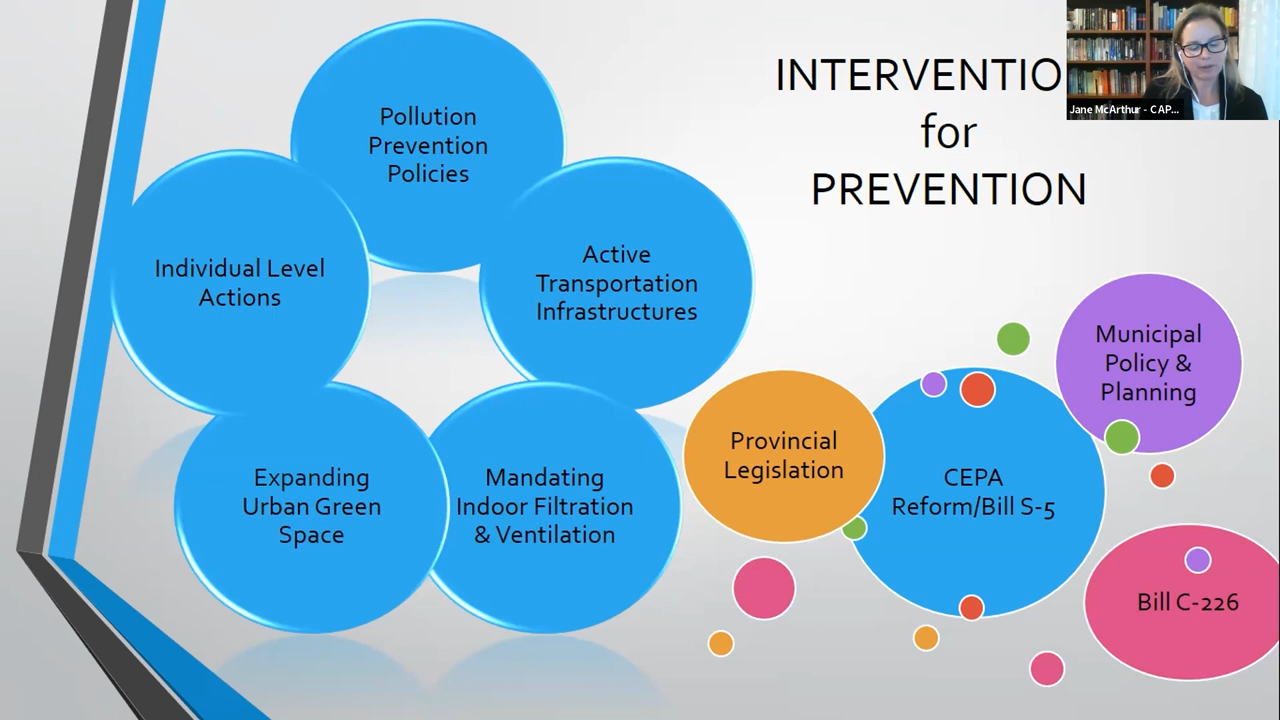 INTERVENTIO
for
PREVENTION
Jane McArthur - CAP...
Pollution
Prevention
Policies
Individual Level
Actions
Active
Transportation
Infrastructures
Expanding
Urban Green
Space
Mandating
Indoor Filtration
& Ventilation
Provincial
Legislation
CEPA
Reform/Bill S-5
Municipal
Policy &
Planning
Bill C-226